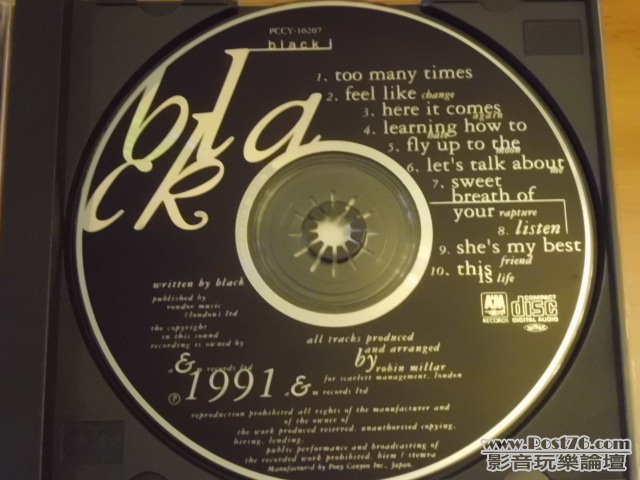 PCCY-10207
black
bla
ck
1. too many times
2. feel like change
3. here it comes
again
4. learning how to
hate
5. fly up to the
moon
6. let's talk about
me
7. sweet
breath of
your rapture
8. listen
9. she's my best
friend
10. this
is life
written by black
published by
rondor music
(london) ltd
the copyright
in this sound
recording is owned by
a & m records ltd
℗ 1991 a & m records ltd
all tracks produced
and arranged
by
robin millar
for scarlett management, london
A&M
RECORDS
COMPACT
disc
DIGITAL AUDIO
reproduction prohibited all rights of the manufacturer and
of the owner of
the work produced reserved. unauthorised copying,
hiring, lending,
public performance and broadcasting of
the recorded work prohibited. biem / stemra
Manufactured by Pony Canyon Inc., Japan.
www.Post76.com
影音玩樂論壇